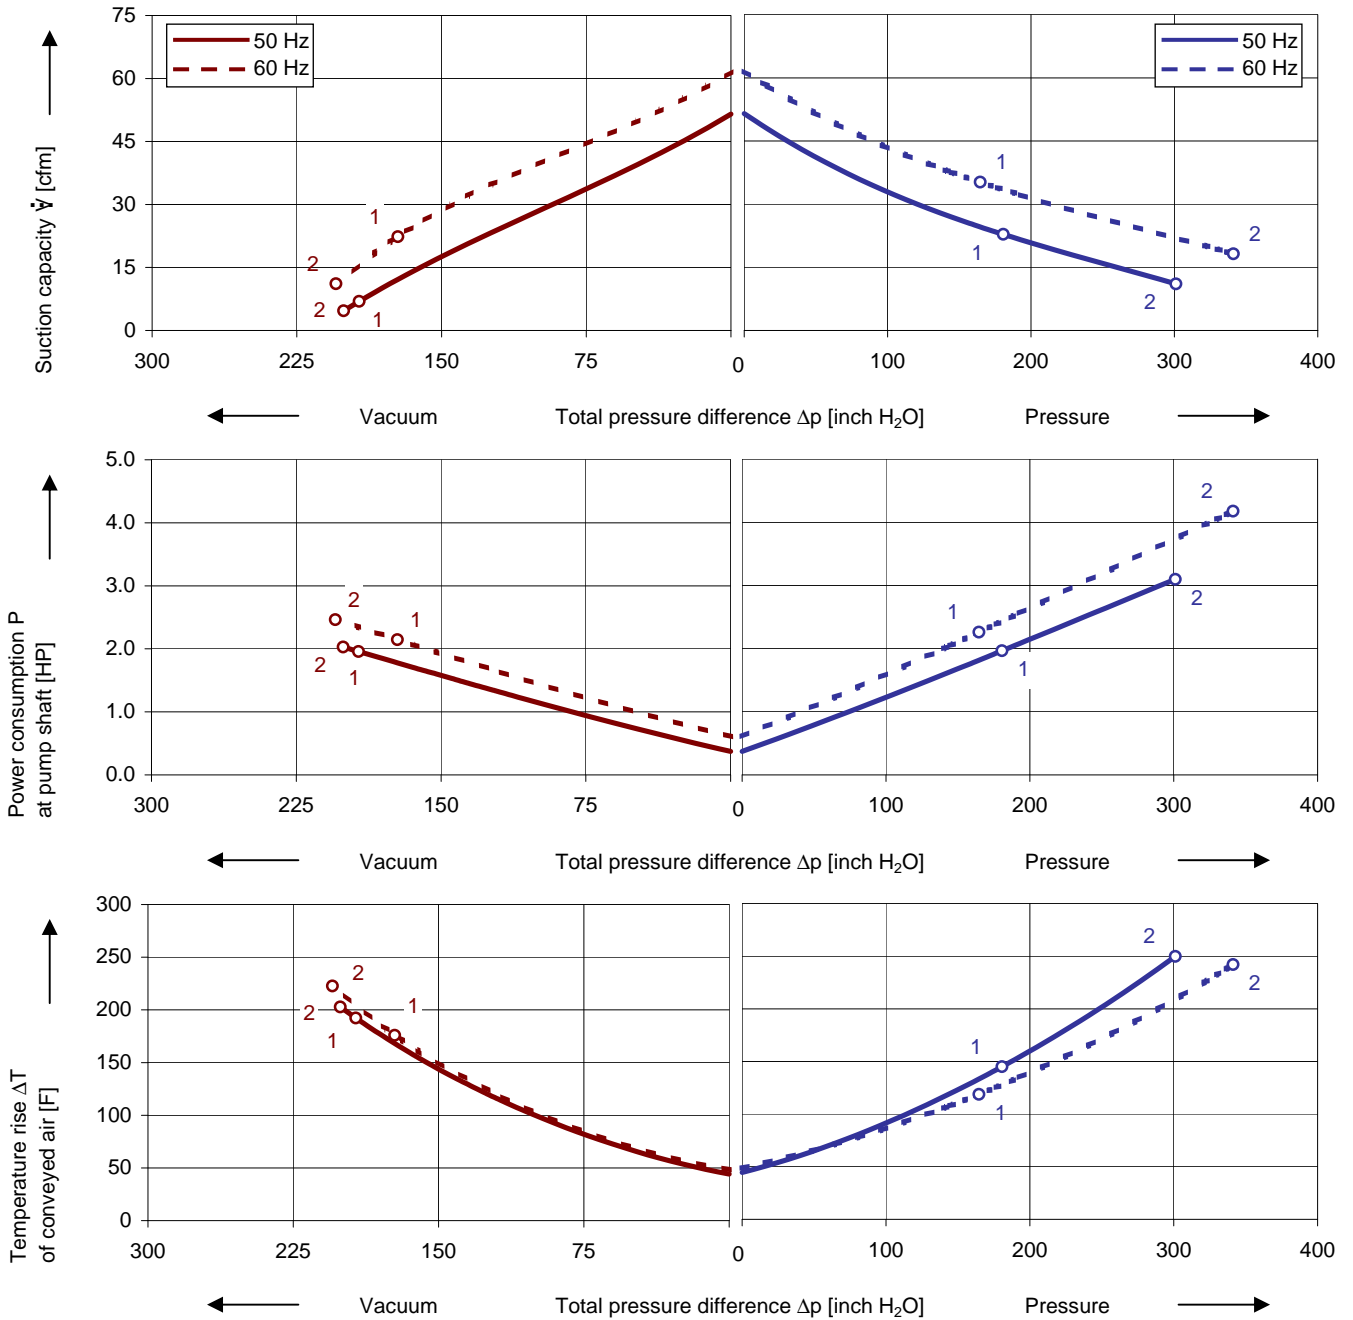 75
60
45
30
15
0
Suction capacity V̇ [cfm]
50 Hz
60 Hz
50 Hz
60 Hz
1
2
2
1
1
2
1
2
300 225 150 75 0 100 200 300 400
Vacuum Total pressure difference Δp [inch H₂O] Pressure
5.0
4.0
3.0
2.0
1.0
0.0
Power consumption P
at pump shaft [HP]
2
1
2
1
2
1
2
1
300 225 150 75 0 100 200 300 400
Vacuum Total pressure difference Δp [inch H₂O] Pressure
300
250
200
150
100
50
0
Temperature rise ΔT
of conveyed air [F]
2
1
2
1
2
1
2
1
300 225 150 75 0 100 200 300 400
Vacuum Total pressure difference Δp [inch H₂O] Pressure